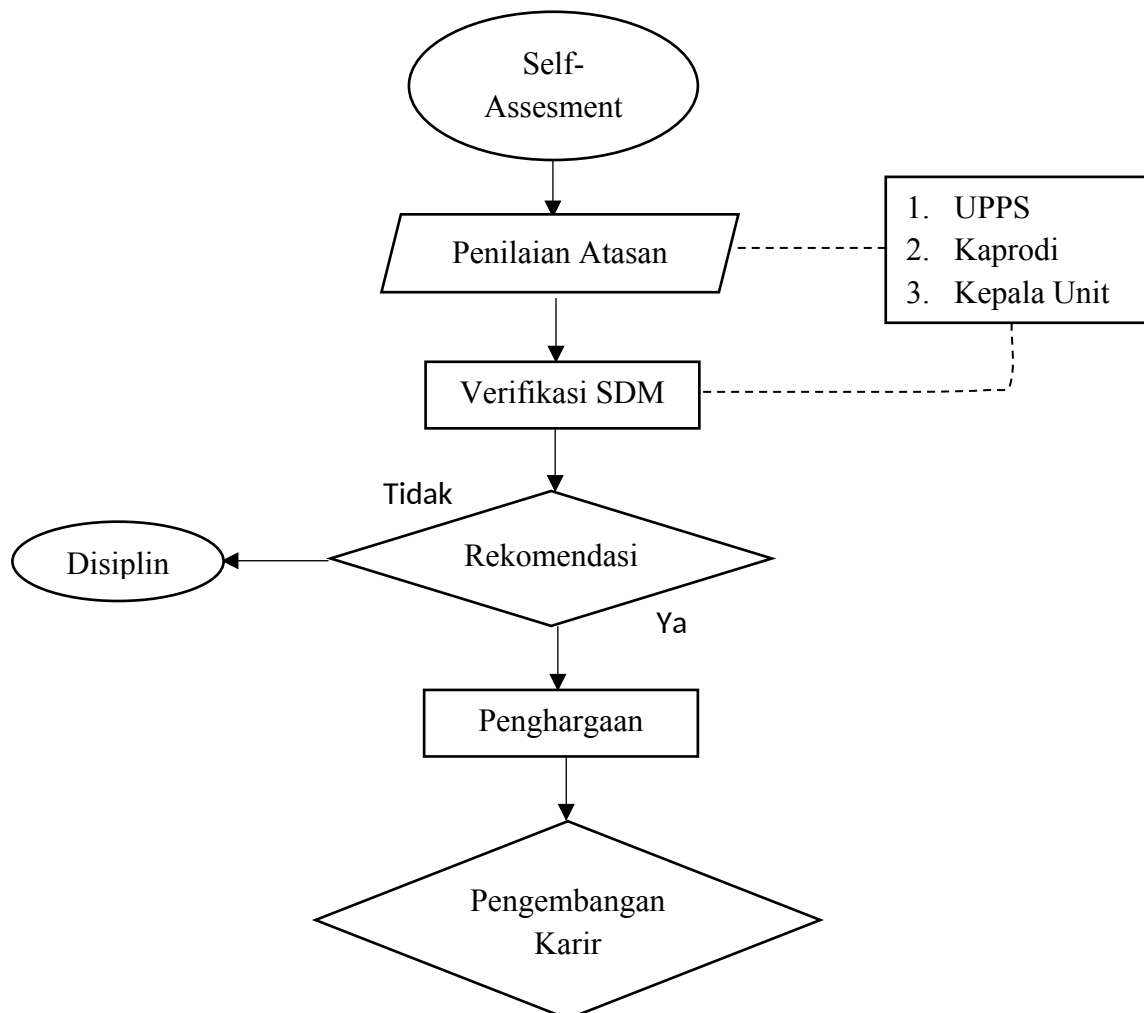 Self-
Assesment
Penilaian Atasan
1. UPPS
2. Kaprodi
3. Kepala Unit
Verifikasi SDM
Tidak
Rekomendasi
Disiplin
Ya
Penghargaan
Pengembangan
Karir